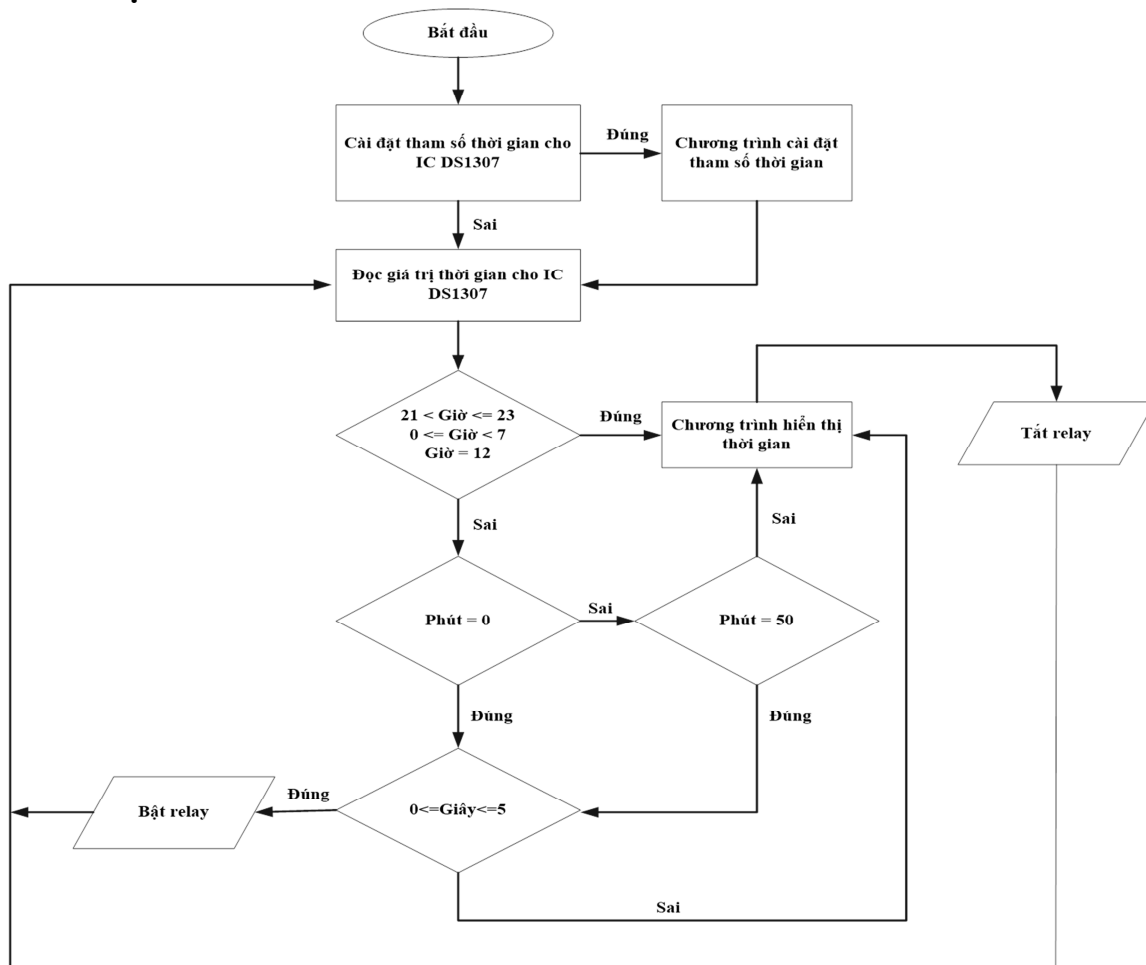 Bắt đầu
Cài đặt tham số thời gian cho
IC DS1307
Đúng
Chương trình cài đặt
tham số thời gian
Sai
Đọc giá trị thời gian cho IC
DS1307
21 < Giờ <= 23
0 <= Giờ < 7
Giờ = 12
Đúng
Chương trình hiển thị
thời gian
Tắt relay
Sai
Sai
Phút = 0
Sai
Phút = 50
Đúng
Đúng
0<=Giây<=5
Đúng
Bật relay
Sai